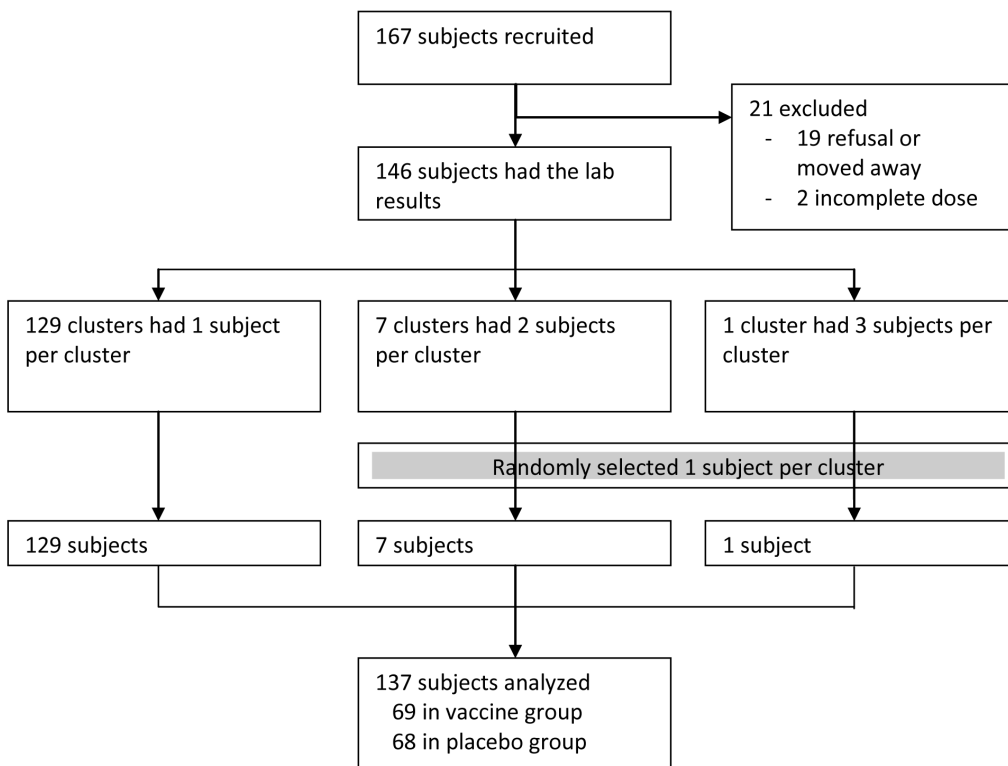 167 subjects recruited
21 excluded
- 19 refusal or
moved away
- 2 incomplete dose
146 subjects had the lab
results
129 clusters had 1 subject
per cluster
7 clusters had 2 subjects
per cluster
1 cluster had 3 subjects per
cluster
Randomly selected 1 subject per cluster
129 subjects
7 subjects
1 subject
137 subjects analyzed
69 in vaccine group
68 in placebo group